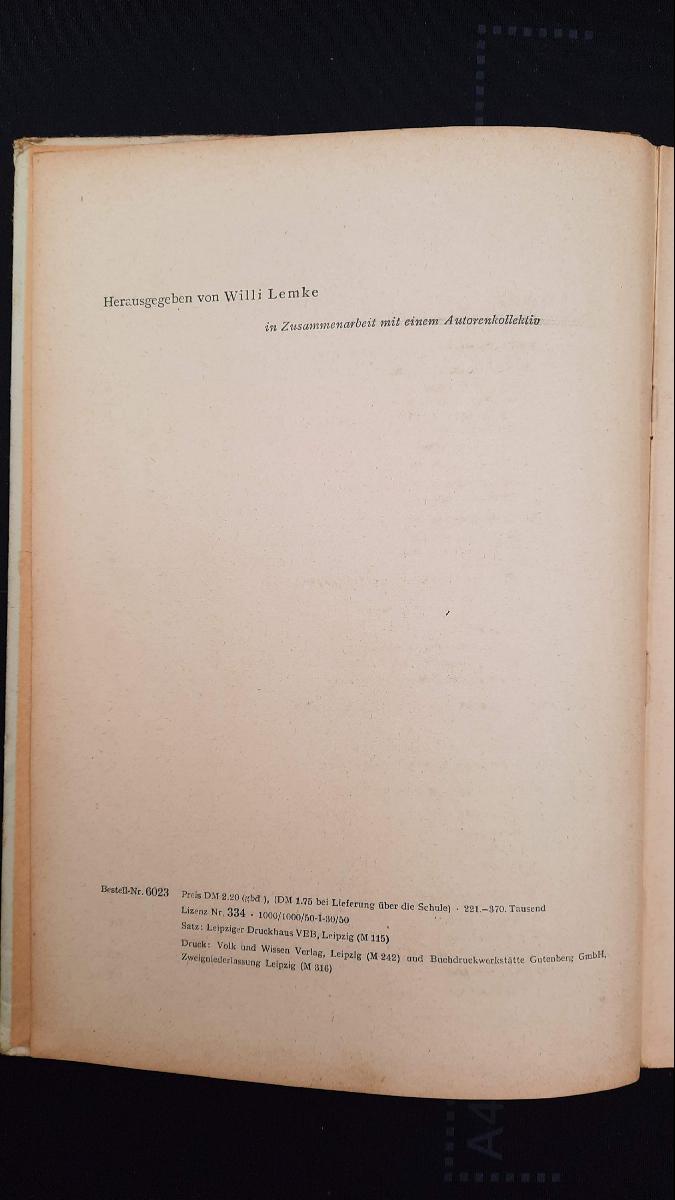 Herausgegeben von Willi Lemke
in Zusammenarbeit mit einem Autorenkollektiv
Bestell-Nr. 6023 Preis DM 2.20 (gbd.), (DM 1.75 bei Lieferung über die Schule) · 221.–370. Tausend
Lizenz Nr. 334 · 1000/1000/50-I-30/50
Satz: Leipziger Druckhaus VEB, Leipzig (M 115)
Druck: Volk und Wissen Verlag, Leipzig (M 242) und Buchdruckwerkstätte Gutenberg GmbH,
Zweigniederlassung Leipzig (M 316)
A4